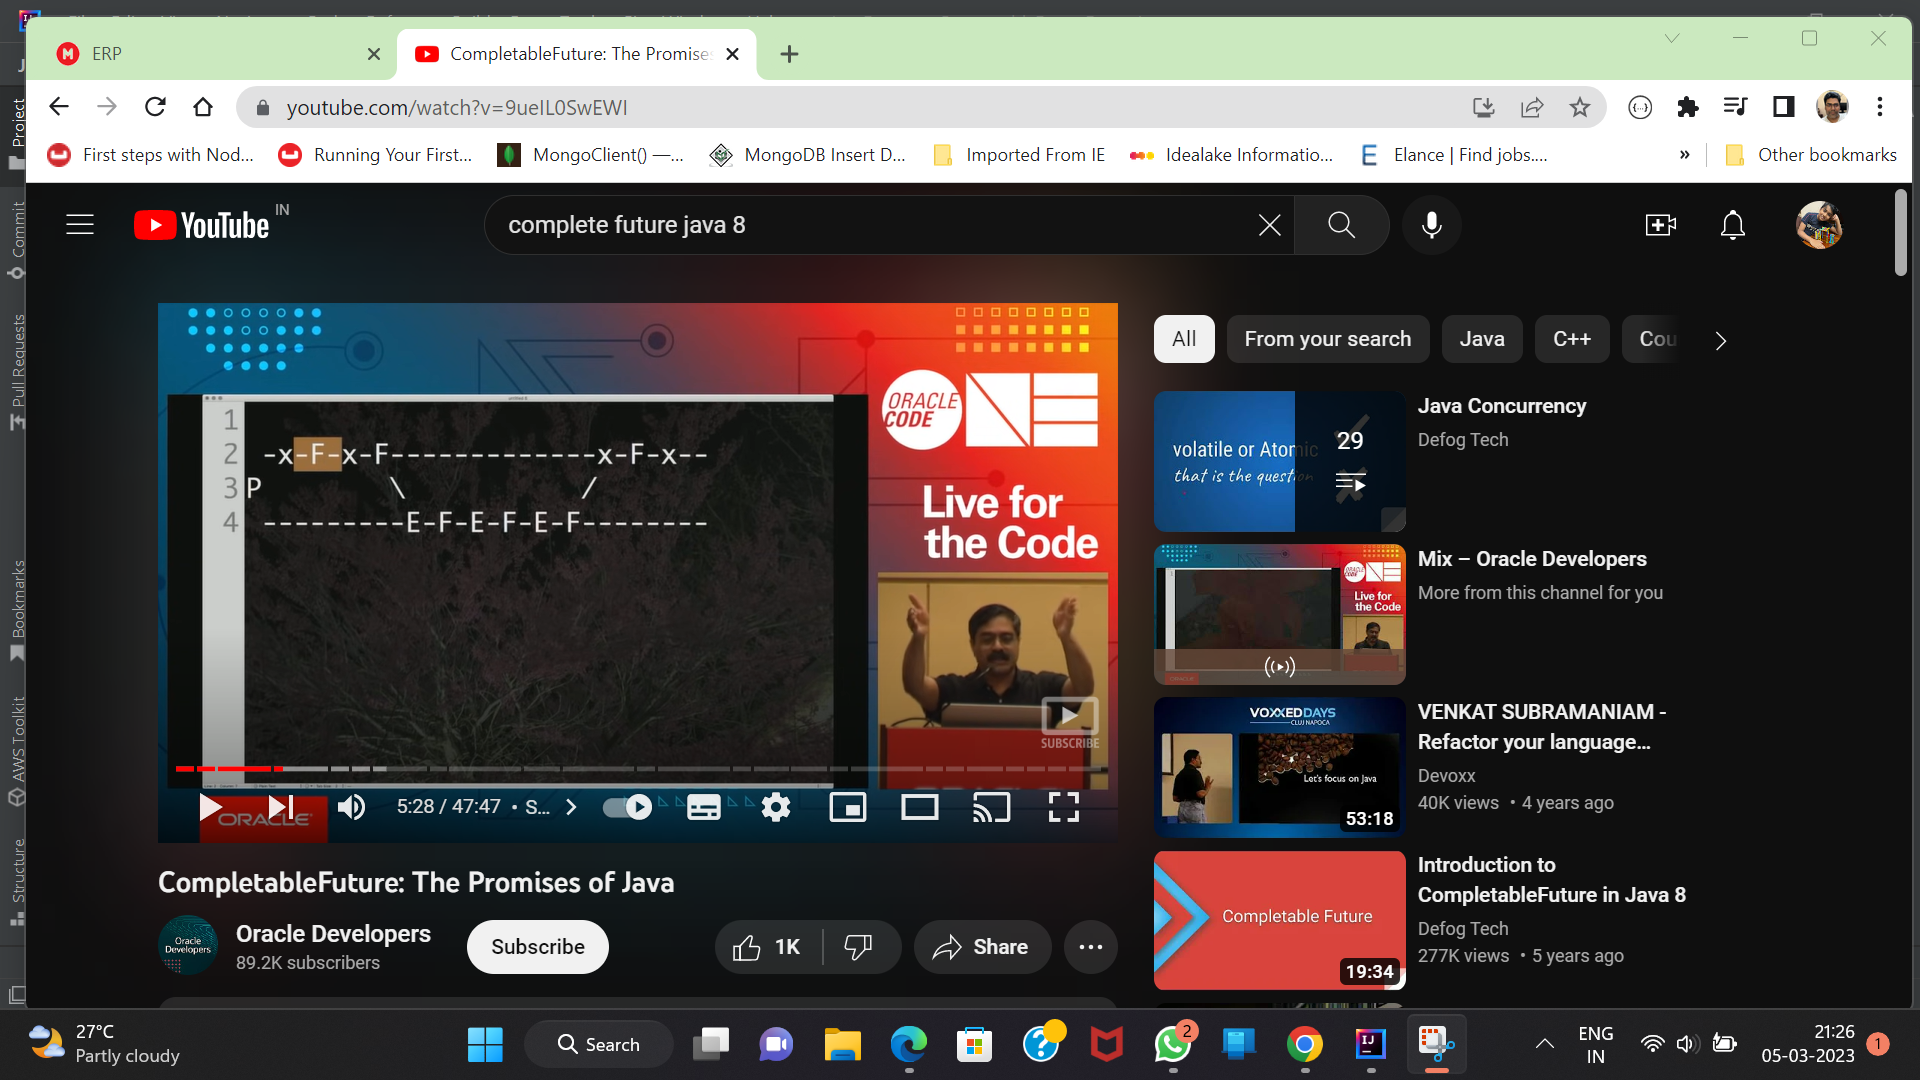 ERP
CompletableFuture: The Promises
youtube.com/watch?v=9ueIL0SwEWI
First steps with Nod...
Running Your First...
MongoClient() —...
MongoDB Insert D...
Imported From IE
Idealake Informatio...
Elance | Find jobs....
»
Other bookmarks
Project
Commit
Pull Requests
Bookmarks
AWS Toolkit
Structure
YouTube IN
complete future java 8
1
2 -x-F-x-F-------------x-F-x--
3 P \ /
4 ---------E-F-E-F-E-F--------
ORACLE CODE
ONE
Live for
the Code
SUBSCRIBE
ORACLE
5:28 / 47:47 • S...
CompletableFuture: The Promises of Java
Oracle Developers
Oracle Developers
89.2K subscribers
Subscribe
1K
Share
All
From your search
Java
C++
Cou
volatile or Atomic
that is the question
29
Java Concurrency
Defog Tech
Live for
the Code
Mix – Oracle Developers
More from this channel for you
VOXXEDDAYS
CLUJ NAPOCA
Let's focus on Java
53:18
VENKAT SUBRAMANIAM -
Refactor your language...
Devoxx
40K views • 4 years ago
Completable Future
19:34
Introduction to
CompletableFuture in Java 8
Defog Tech
277K views • 5 years ago
27°C
Partly cloudy
Search
2
ENG
IN
21:26
05-03-2023
1